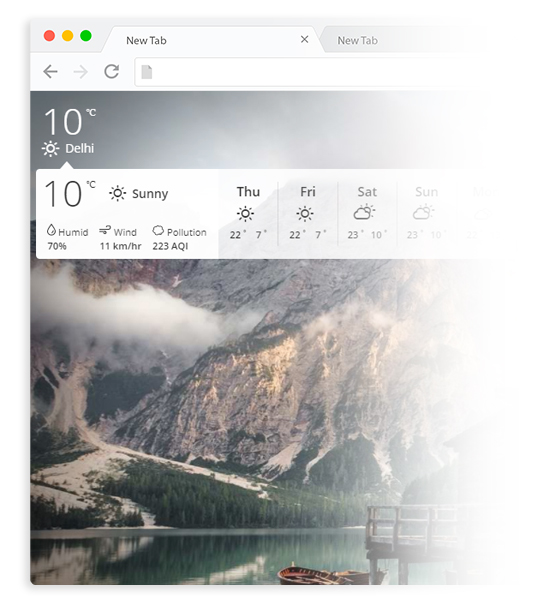 New Tab
New Tab
10°C
Delhi
10°C Sunny
Humid Wind Pollution
70% 11 km/hr 223 AQI
Thu Fri Sat Sun
22° 7° 22° 7° 23° 10° 23° 10° 22